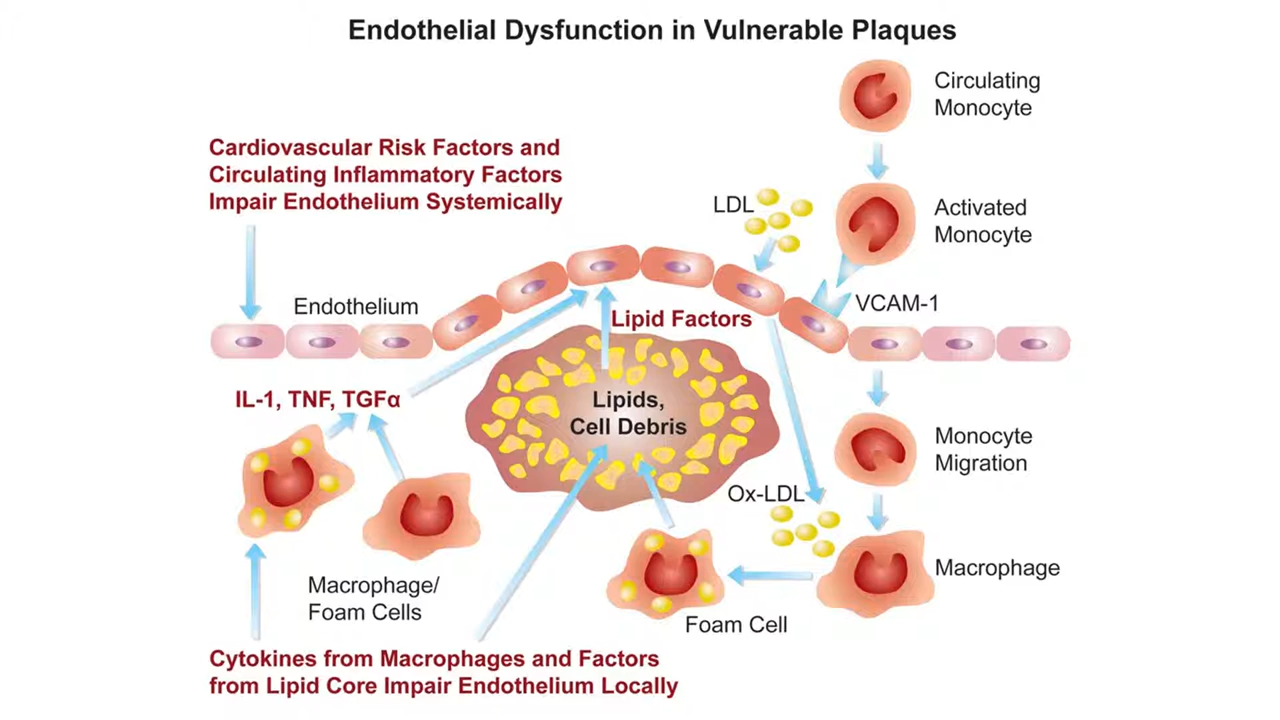 Endothelial Dysfunction in Vulnerable Plaques
Circulating
Monocyte
Cardiovascular Risk Factors and
Circulating Inflammatory Factors
Impair Endothelium Systemically
LDL
Activated
Monocyte
Endothelium
VCAM-1
Lipid Factors
IL-1, TNF, TGFα
Lipids,
Cell Debris
Monocyte
Migration
Ox-LDL
Macrophage/
Foam Cells
Macrophage
Foam Cell
Cytokines from Macrophages and Factors
from Lipid Core Impair Endothelium Locally